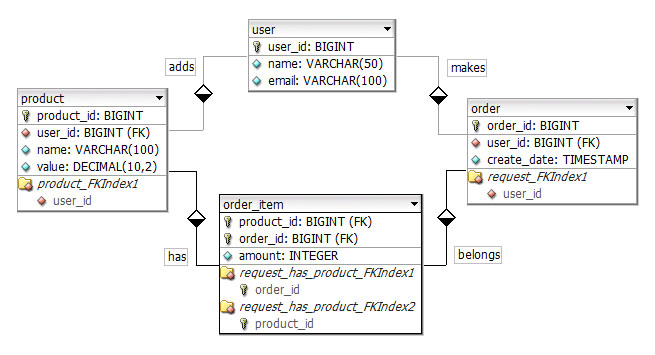 user
user_id: BIGINT
name: VARCHAR(50)
email: VARCHAR(100)
adds
makes
product
product_id: BIGINT
user_id: BIGINT (FK)
name: VARCHAR(100)
value: DECIMAL(10,2)
product_FKIndex1
user_id
order
order_id: BIGINT
user_id: BIGINT (FK)
create_date: TIMESTAMP
request_FKIndex1
user_id
order_item
product_id: BIGINT (FK)
order_id: BIGINT (FK)
amount: INTEGER
request_has_product_FKIndex1
order_id
request_has_product_FKIndex2
product_id
has
belongs